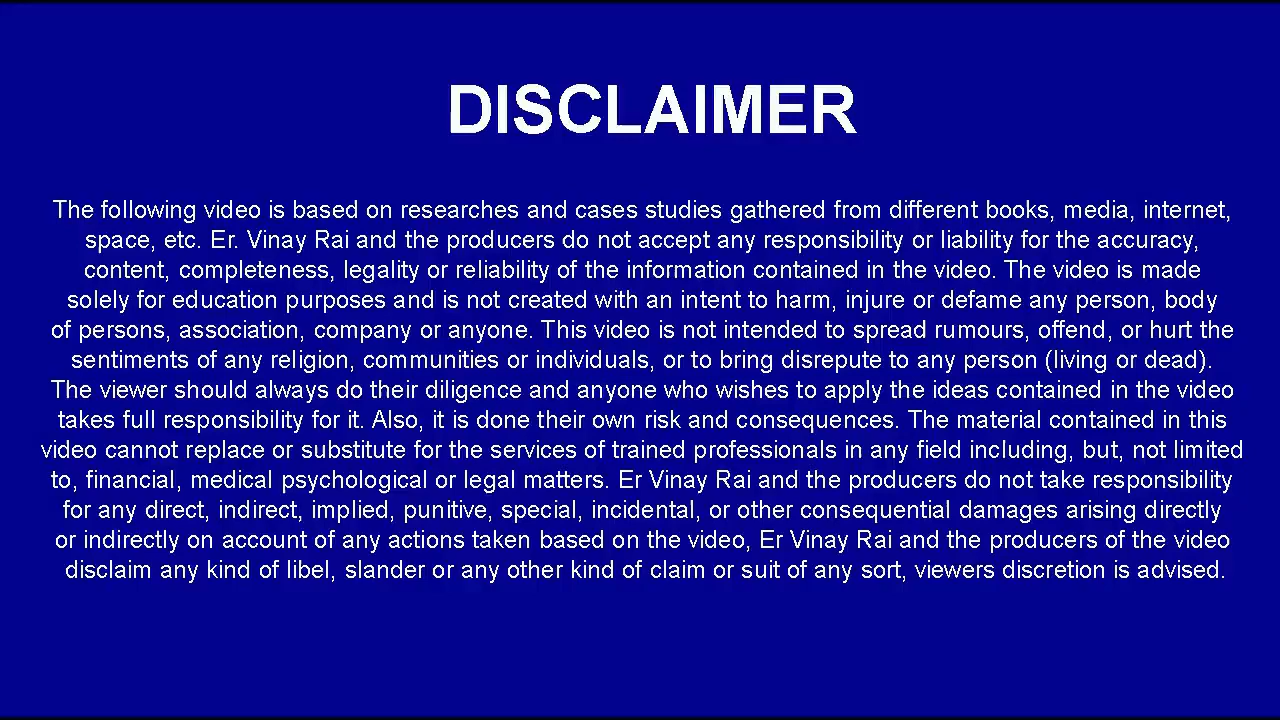 DISCLAIMER
The following video is based on researches and cases studies gathered from different books, media, internet,
space, etc. Er. Vinay Rai and the producers do not accept any responsibility or liability for the accuracy,
content, completeness, legality or reliability of the information contained in the video. The video is made
solely for education purposes and is not created with an intent to harm, injure or defame any person, body
of persons, association, company or anyone. This video is not intended to spread rumours, offend, or hurt the
sentiments of any religion, communities or individuals, or to bring disrepute to any person (living or dead).
The viewer should always do their diligence and anyone who wishes to apply the ideas contained in the video
takes full responsibility for it. Also, it is done their own risk and consequences. The material contained in this
video cannot replace or substitute for the services of trained professionals in any field including, but, not limited
to, financial, medical psychological or legal matters. Er Vinay Rai and the producers do not take responsibility
for any direct, indirect, implied, punitive, special, incidental, or other consequential damages arising directly
or indirectly on account of any actions taken based on the video, Er Vinay Rai and the producers of the video
disclaim any kind of libel, slander or any other kind of claim or suit of any sort, viewers discretion is advised.